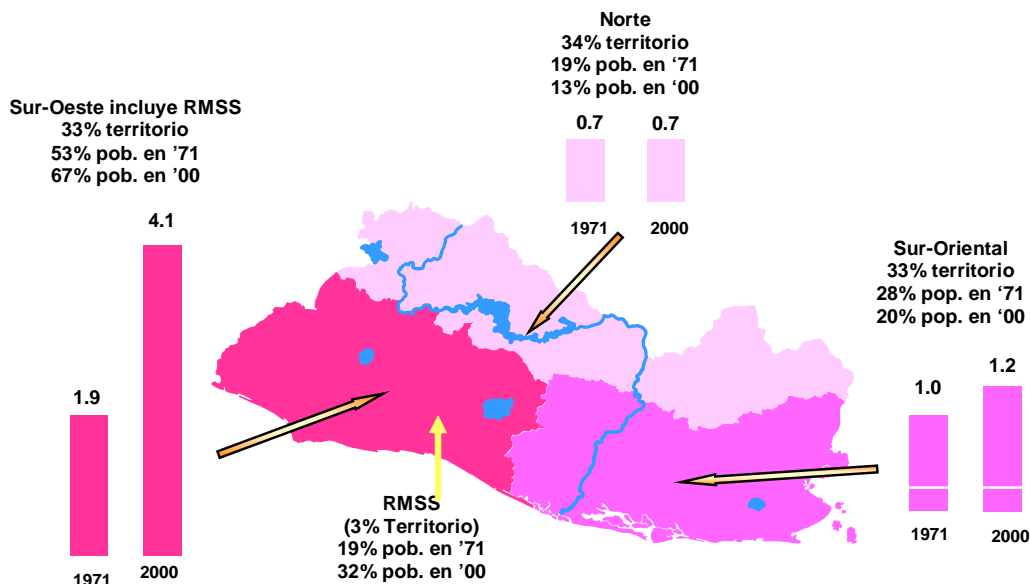 Norte
34% territorio
19% pob. en ‘71
13% pob. en ‘00
0.7
0.7
1971
2000
Sur-Oeste incluye RMSS
33% territorio
53% pob. en ’71
67% pob. en ’00
4.1
1.9
1971
2000
Sur-Oriental
33% territorio
28% pop. en ‘71
20% pop. en ‘00
1.2
1.0
1971
2000
RMSS
(3% Territorio)
19% pob. en ’71
32% pob. en ’00